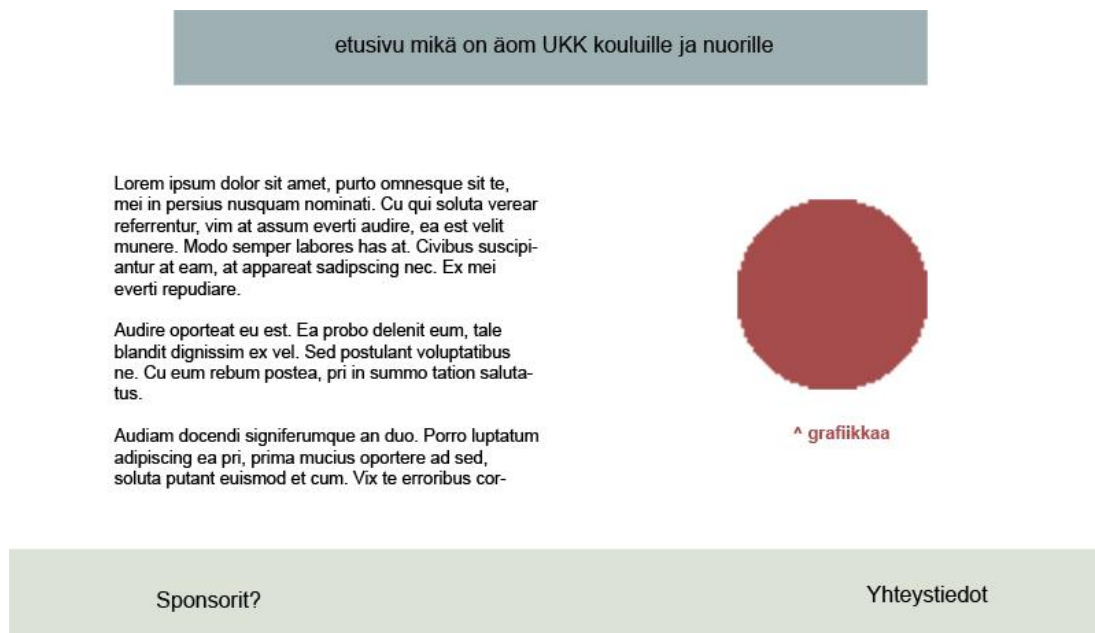 etusivu mikä on äom UKK kouluille ja nuorille
Lorem ipsum dolor sit amet, purto omnesque sit te,
mei in persius nusquam nominati. Cu qui soluta verear
referrentur, vim at assum everti audire, ea est velit
munere. Modo semper labores has at. Civibus suscipi-
antur at eam, at appareat sadipscing nec. Ex mei
everti repudiare.
Audire oporteat eu est. Ea probo delenit eum, tale
blandit dignissim ex vel. Sed postulant voluptatibus
ne. Cu eum rebum postea, pri in summo tation saluta-
tus.
Audiam docendi signiferumque an duo. Porro luptatum
adipiscing ea pri, prima mucius oportere ad sed,
soluta putant euismod et cum. Vix te erroribus cor-
^ grafiikkaa
Sponsorit?
Yhteystiedot